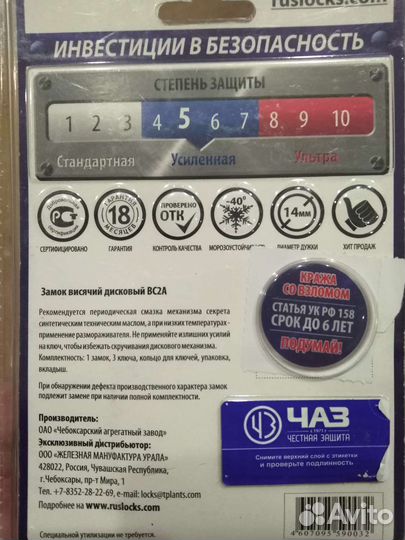 ruslocks.com
ИНВЕСТИЦИИ В БЕЗОПАСНОСТЬ
СТЕПЕНЬ ЗАЩИТЫ
1 2 3 4 5 6 7 8 9 10
Стандартная Усиленная Ультра
ГАРАНТИЯ 18 МЕСЯЦЕВ
ПРОВЕРЕНО ОТК
-40°
14мм
СЕРТИФИЦИРОВАНО ГАРАНТИЯ КОНТРОЛЬ КАЧЕСТВА МОРОЗОУСТОЙЧИВОСТЬ ДИАМЕТР ДУЖКИ ХИТ ПРОДАЖ
Замок висячий дисковый ВС2А
Рекомендуется периодическая смазка механизма секрета
синтетическим техническим маслом, а при низких температурах-
применение размораживателя. Не применяйте излишних усилий
на ключ, чтобы избежать скручивания дискового механизма.
Комплектность: 1 замок, 3 ключа, кольцо для ключей, упаковка,
вкладыш.
При обнаружении дефекта производственного характера замок
подлежит замене при наличии полной комплектности.
КРАЖА
СО ВЗЛОМОМ
СТАТЬЯ УК РФ 158
СРОК ДО 6 ЛЕТ
ПОДУМАЙ!
Производитель:
ОАО «Чебоксарский агрегатный завод»
Эксклюзивный дистрибьютор:
ООО «ЖЕЛЕЗНАЯ МАНУФАКТУРА УРАЛА»
428022, Россия, Чувашская Республика,
г.Чебоксары, пр-т Мира, 1
Тел. +7-8352-28-22-69, e-mail: locks@tplants.com
Подробнее на www.ruslocks.com
ЧАЗ
с 1971 г
ЧЕСТНАЯ ЗАЩИТА
Снимите верхний слой с этикетки
и проверьте подлинность
4607095590032
Специальной утилизации не требуется.
Avito